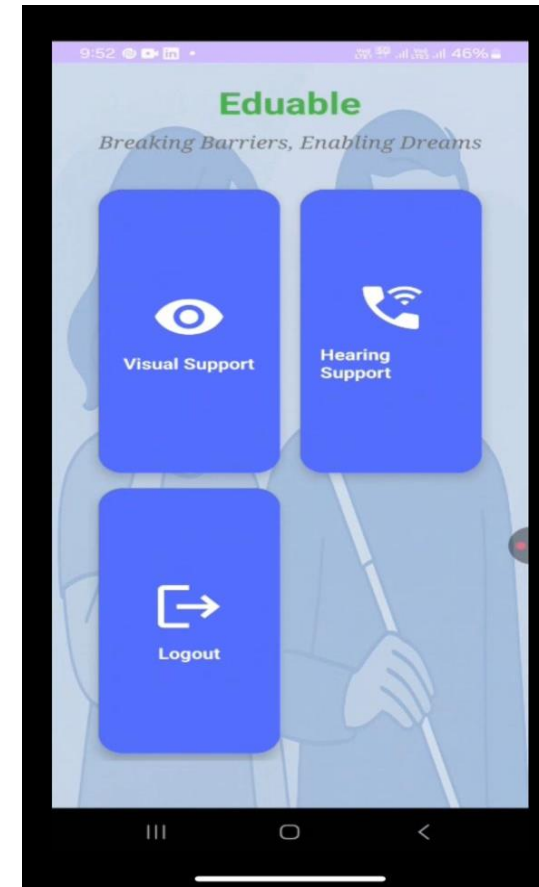 9:52
46%
Eduable
Breaking Barriers, Enabling Dreams
Visual Support
Hearing
Support
Logout